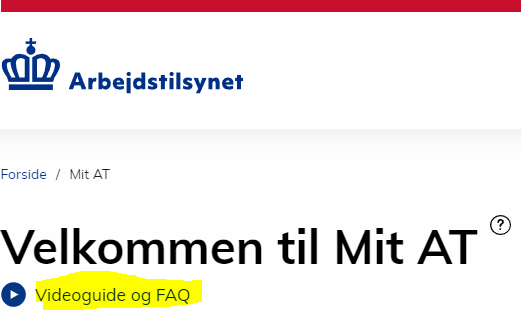 Arbejdstilsynet
Forside / Mit AT
Velkommen til Mit AT ?
Videoguide og FAQ